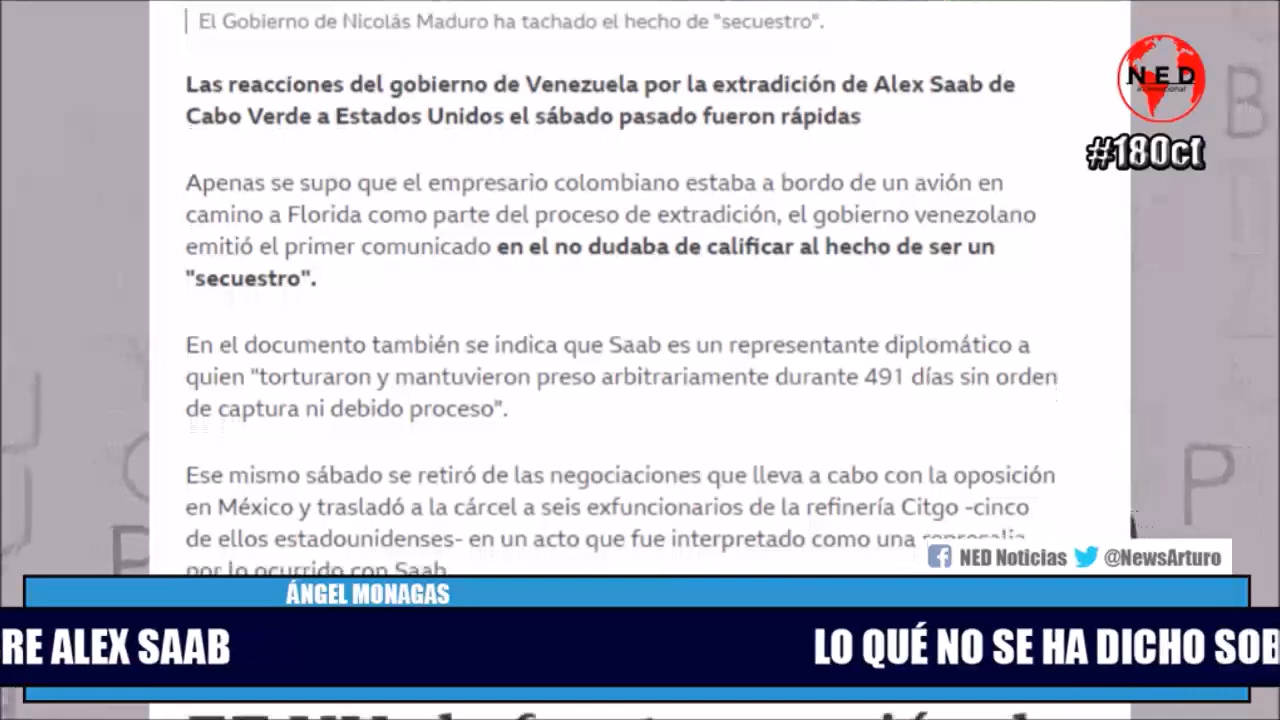 El Gobierno de Nicolás Maduro ha tachado el hecho de "secuestro".
Las reacciones del gobierno de Venezuela por la extradición de Alex Saab de
Cabo Verde a Estados Unidos el sábado pasado fueron rápidas
Apenas se supo que el empresario colombiano estaba a bordo de un avión en
camino a Florida como parte del proceso de extradición, el gobierno venezolano
emitió el primer comunicado en el no dudaba de calificar al hecho de ser un
"secuestro".
En el documento también se indica que Saab es un representante diplomático a
quien "torturaron y mantuvieron preso arbitrariamente durante 491 días sin orden
de captura ni debido proceso".
Ese mismo sábado se retiró de las negociaciones que lleva a cabo con la oposición
en México y trasladó a la cárcel a seis exfuncionarios de la refinería Citgo -cinco
de ellos estadounidenses- en un acto que fue interpretado como una represalia
por lo ocurrido con Saab
NED
#18Oct
NED Noticias @NewsArturo
ÁNGEL MONAGAS
RE ALEX SAAB LO QUÉ NO SE HA DICHO SOB